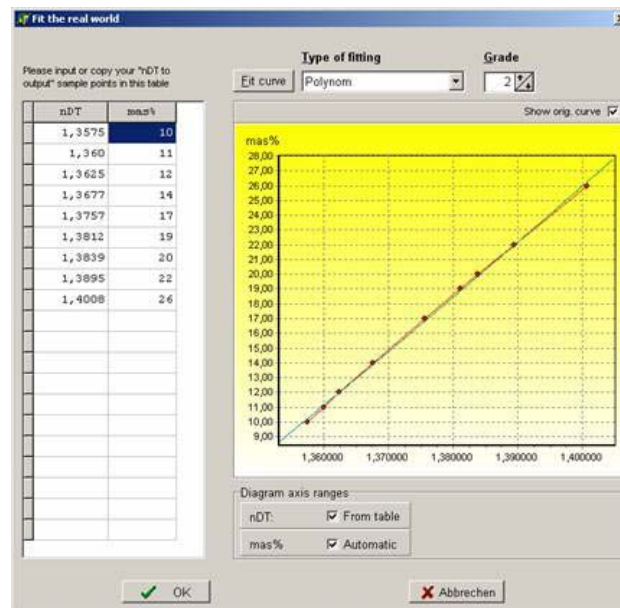 Fit the real world
Please input or copy your "nDT to
output" sample points in this table
Type of fitting
Grade
Fit curve
Polynom
2
nDT mas%
1,3575 10
1,360 11
1,3625 12
1,3677 14
1,3757 17
1,3812 19
1,3839 20
1,3895 22
1,4008 26
Show orig. curve
mas%
28,00
27,00
26,00
25,00
24,00
23,00
22,00
21,00
20,00
19,00
18,00
17,00
16,00
15,00
14,00
13,00
12,00
11,00
10,00
9,00
1,360000 1,370000 1,380000 1,390000 1,400000
Diagram axis ranges
nDT: From table
mas% Automatic
OK
Abbrechen